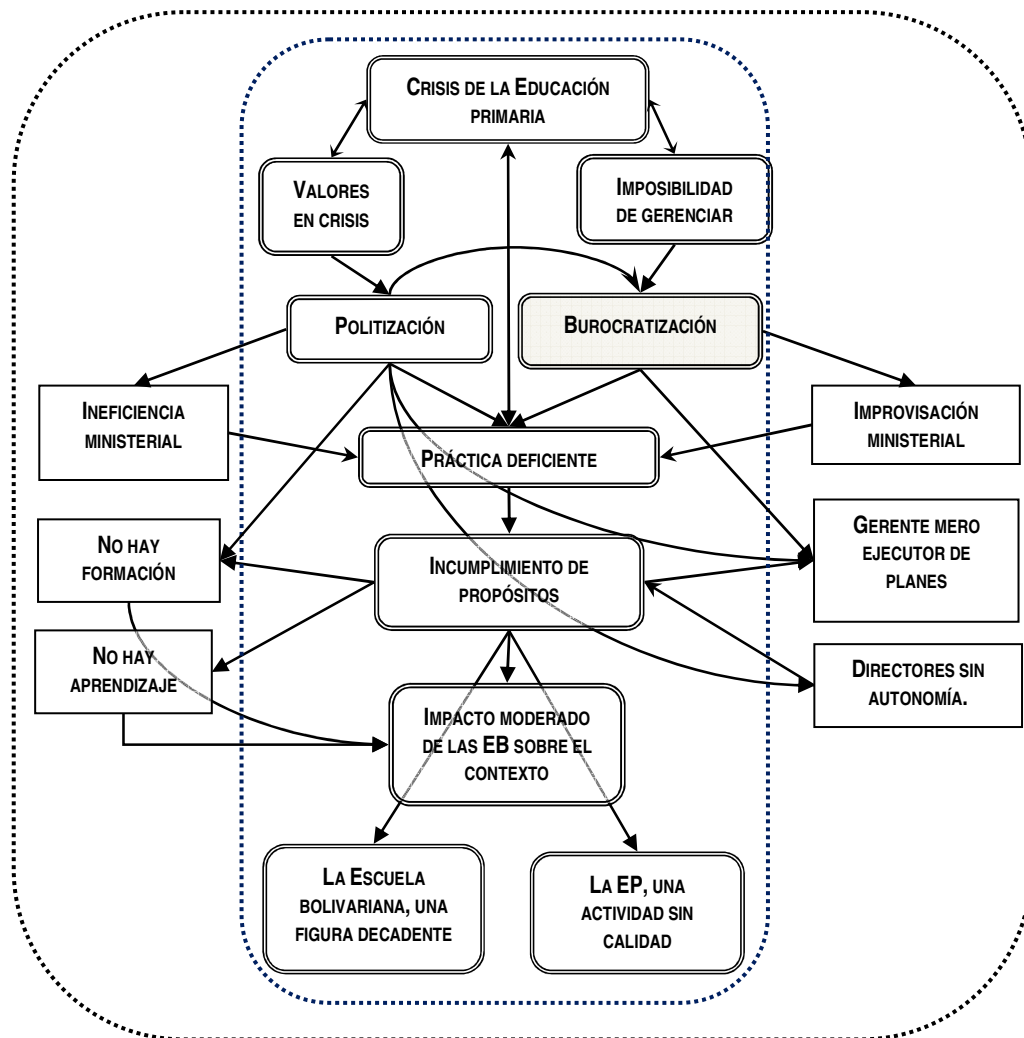 CRISIS DE LA EDUCACIÓN
PRIMARIA
VALORES
EN CRISIS
IMPOSIBILIDAD
DE GERENCIAR
POLITIZACIÓN
BUROCRATIZACIÓN
INEFICIENCIA
MINISTERIAL
IMPROVISACIÓN
MINISTERIAL
PRÁCTICA DEFICIENTE
NO HAY
FORMACIÓN
INCUMPLIMIENTO DE
PROPÓSITOS
GERENTE MERO
EJECUTOR DE
PLANES
NO HAY
APRENDIZAJE
DIRECTORES SIN
AUTONOMÍA.
IMPACTO MODERADO
DE LAS EB SOBRE EL
CONTEXTO
LA ESCUELA
BOLIVARIANA, UNA
FIGURA DECADENTE
LA EP, UNA
ACTIVIDAD SIN
CALIDAD